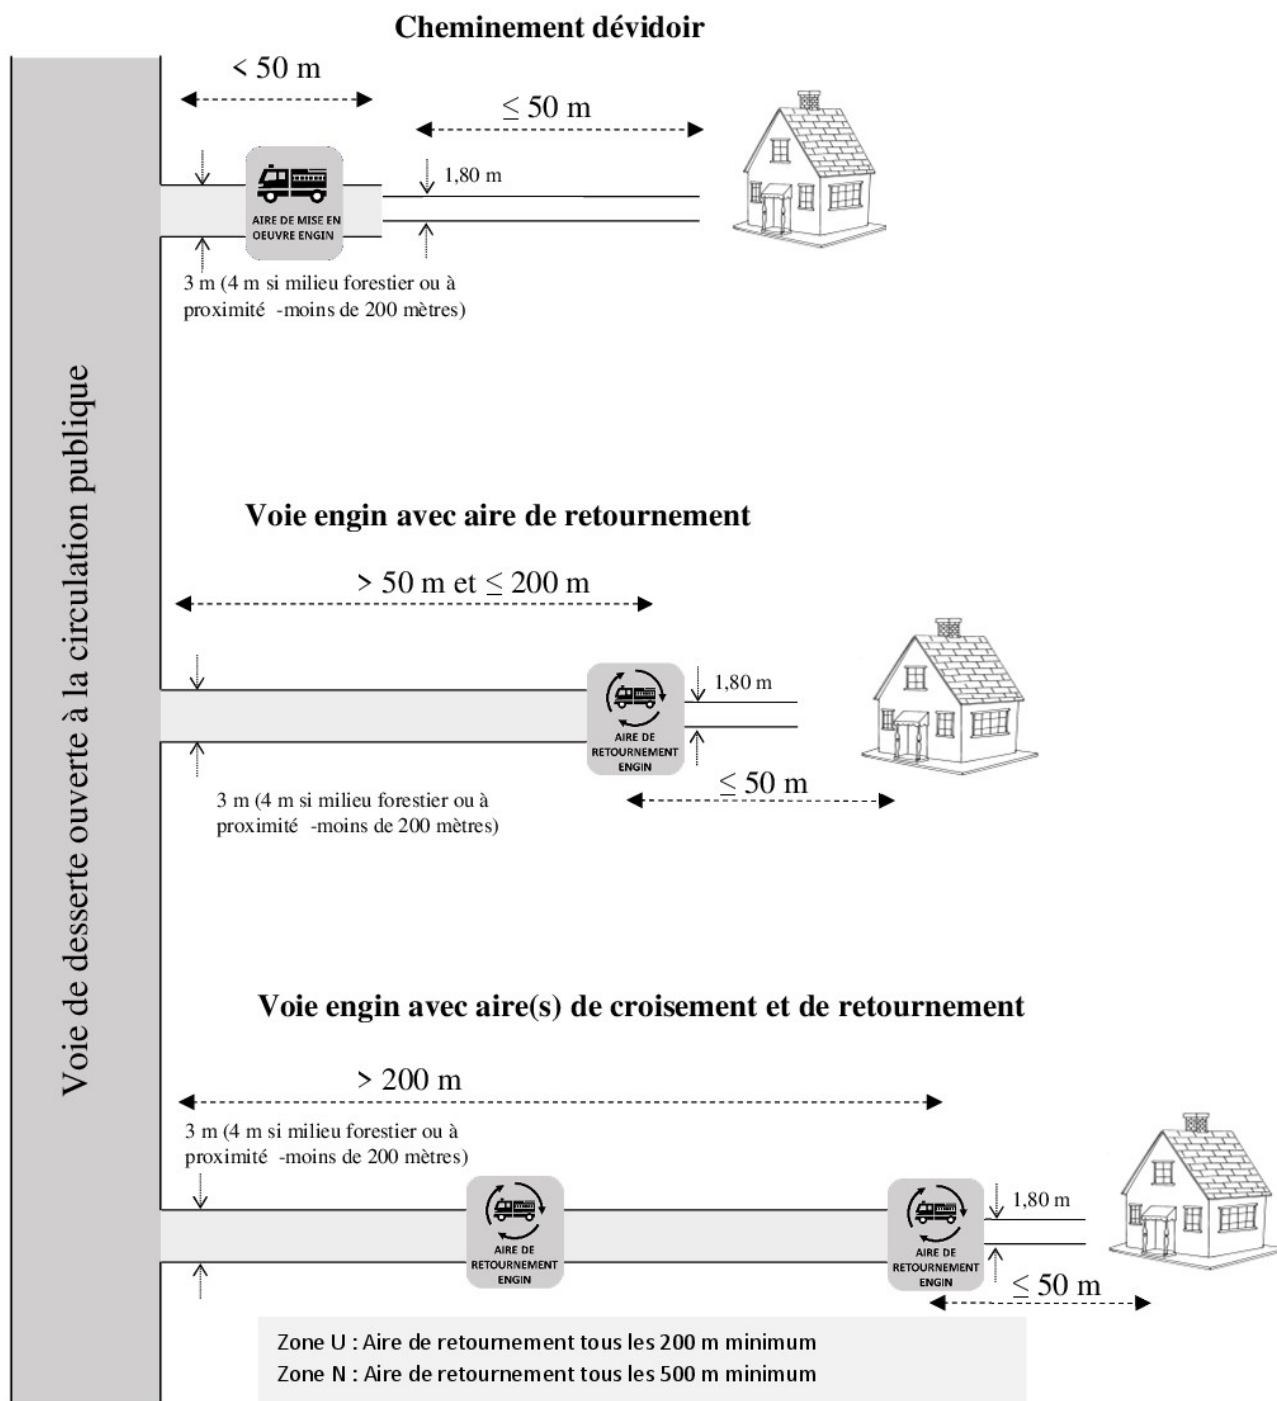 Cheminement dévidoir
< 50 m
≤ 50 m
1,80 m
AIRE DE MISE EN
OEUVRE ENGIN
3 m (4 m si milieu forestier ou à
proximité -moins de 200 mètres)
Voie de desserte ouverte à la circulation publique
Voie engin avec aire de retournement
> 50 m et ≤ 200 m
1,80 m
AIRE DE
RETOURNEMENT
ENGIN
≤ 50 m
3 m (4 m si milieu forestier ou à
proximité -moins de 200 mètres)
Voie engin avec aire(s) de croisement et de retournement
> 200 m
3 m (4 m si milieu forestier ou à
proximité -moins de 200 mètres)
AIRE DE
RETOURNEMENT
ENGIN
AIRE DE
RETOURNEMENT
ENGIN
1,80 m
≤ 50 m
Zone U : Aire de retournement tous les 200 m minimum
Zone N : Aire de retournement tous les 500 m minimum